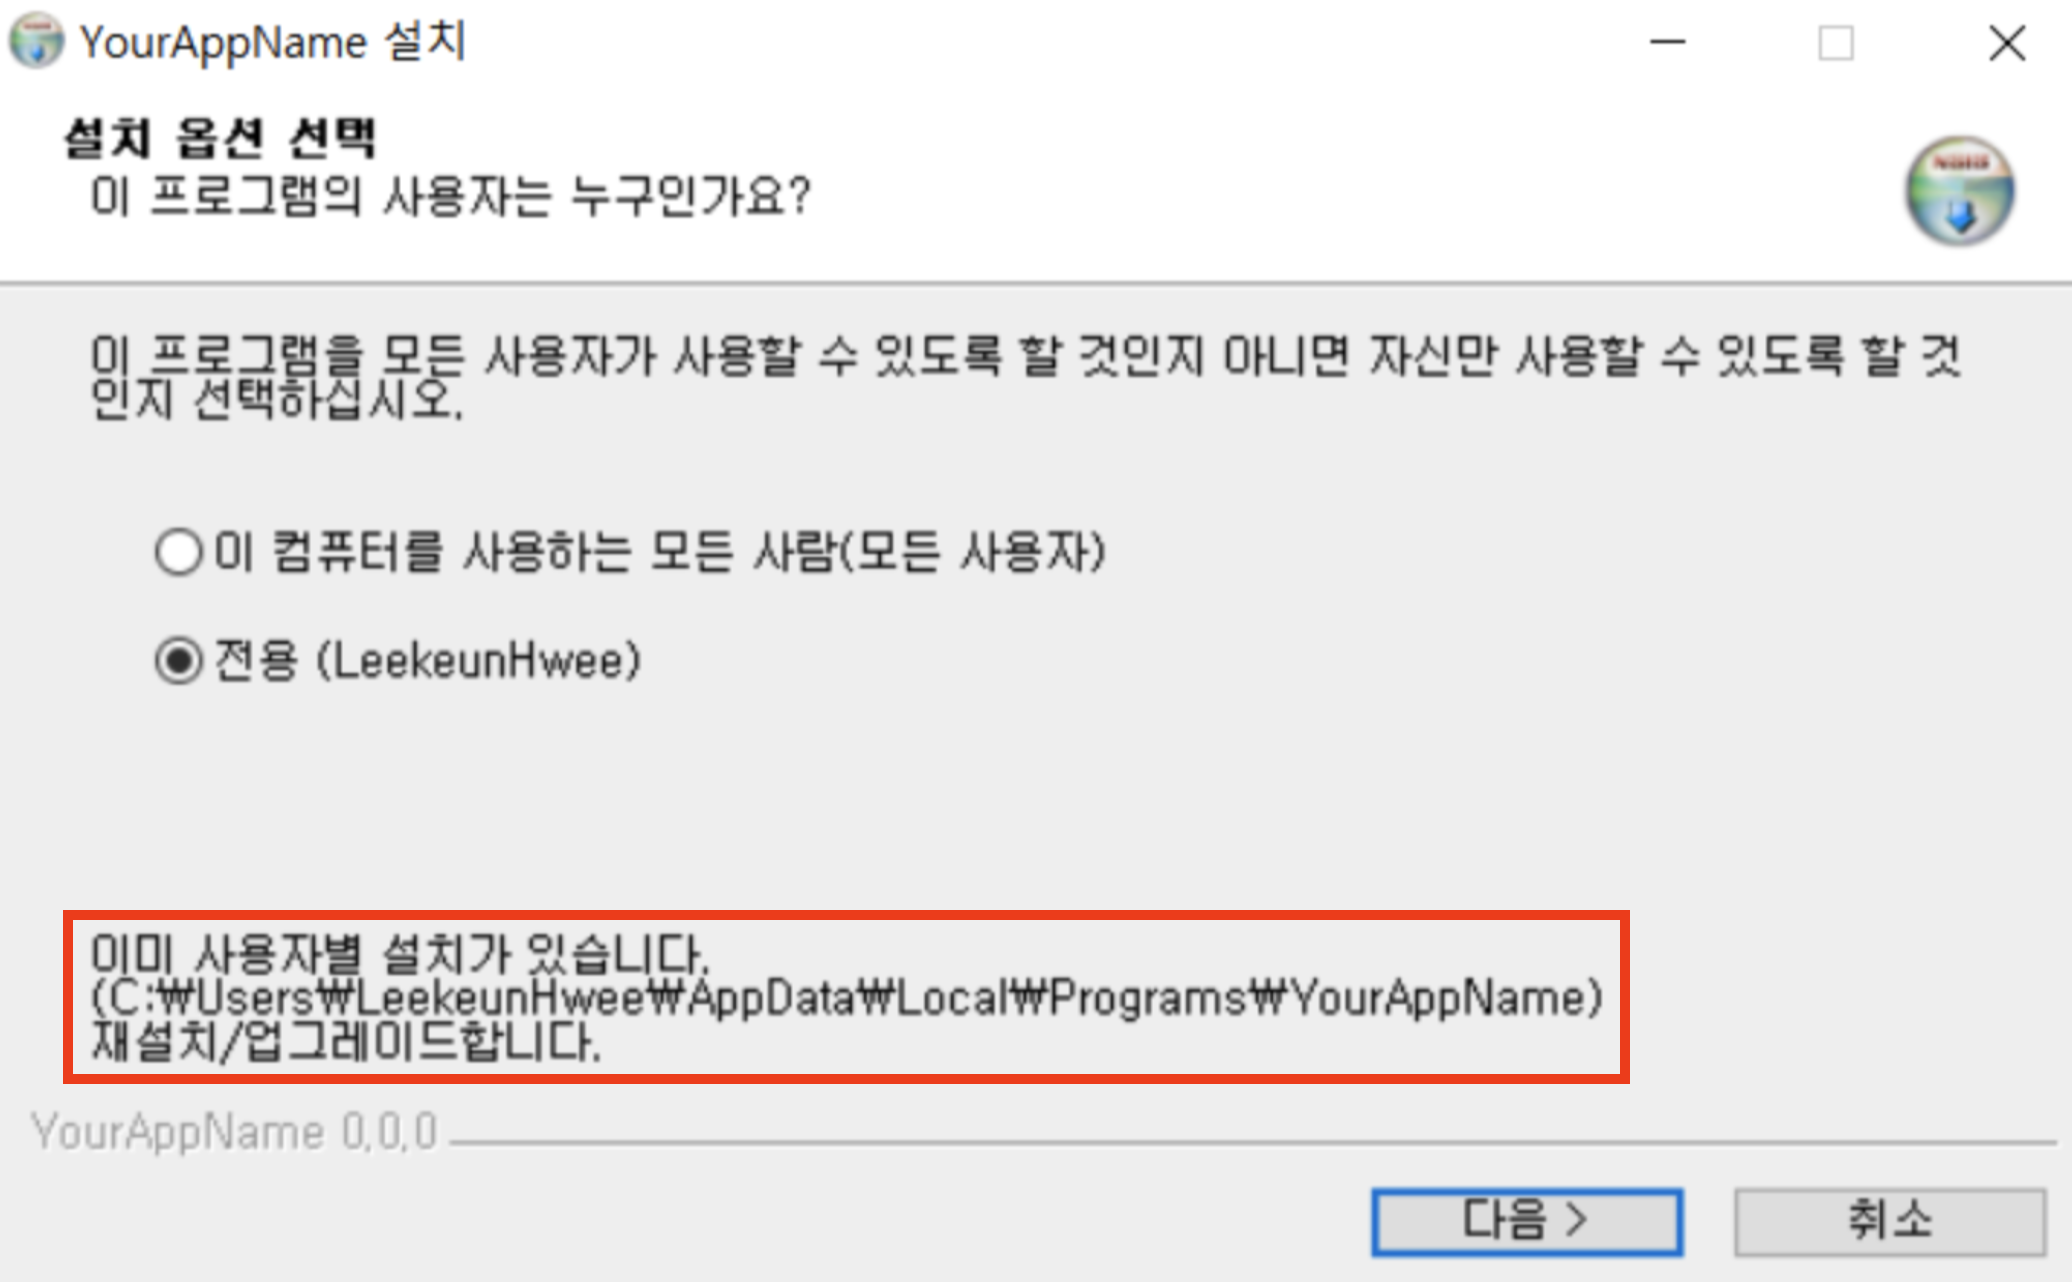 YourAppName 설치
설치 옵션 선택
이 프로그램의 사용자는 누구인가요?
NSIS
이 프로그램을 모든 사용자가 사용할 수 있도록 할 것인지 아니면 자신만 사용할 수 있도록 할 것
인지 선택하십시오.
이 컴퓨터를 사용하는 모든 사람(모든 사용자)
전용 (LeekeunHwee)
이미 사용자별 설치가 있습니다.
(C:₩Users₩LeekeunHwee₩AppData₩Local₩Programs₩YourAppName)
재설치/업그레이드합니다.
YourAppName 0.0.0
다음 >
취소